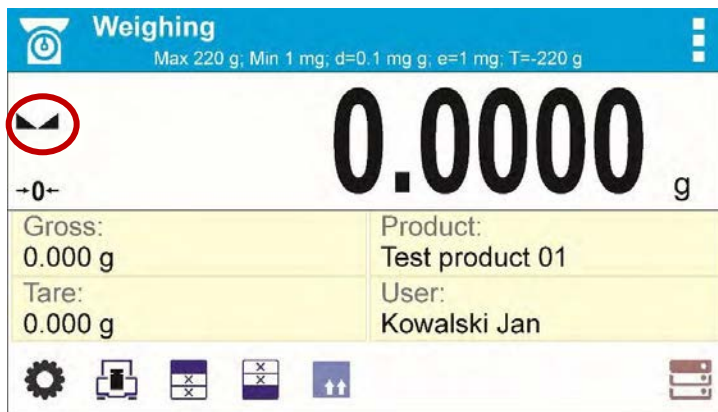 Weighing
Max 220 g; Min 1 mg; d=0.1 mg g; e=1 mg; T=-220 g
0.0000 g
→0←
Gross:
0.000 g
Product:
Test product 01
Tare:
0.000 g
User:
Kowalski Jan